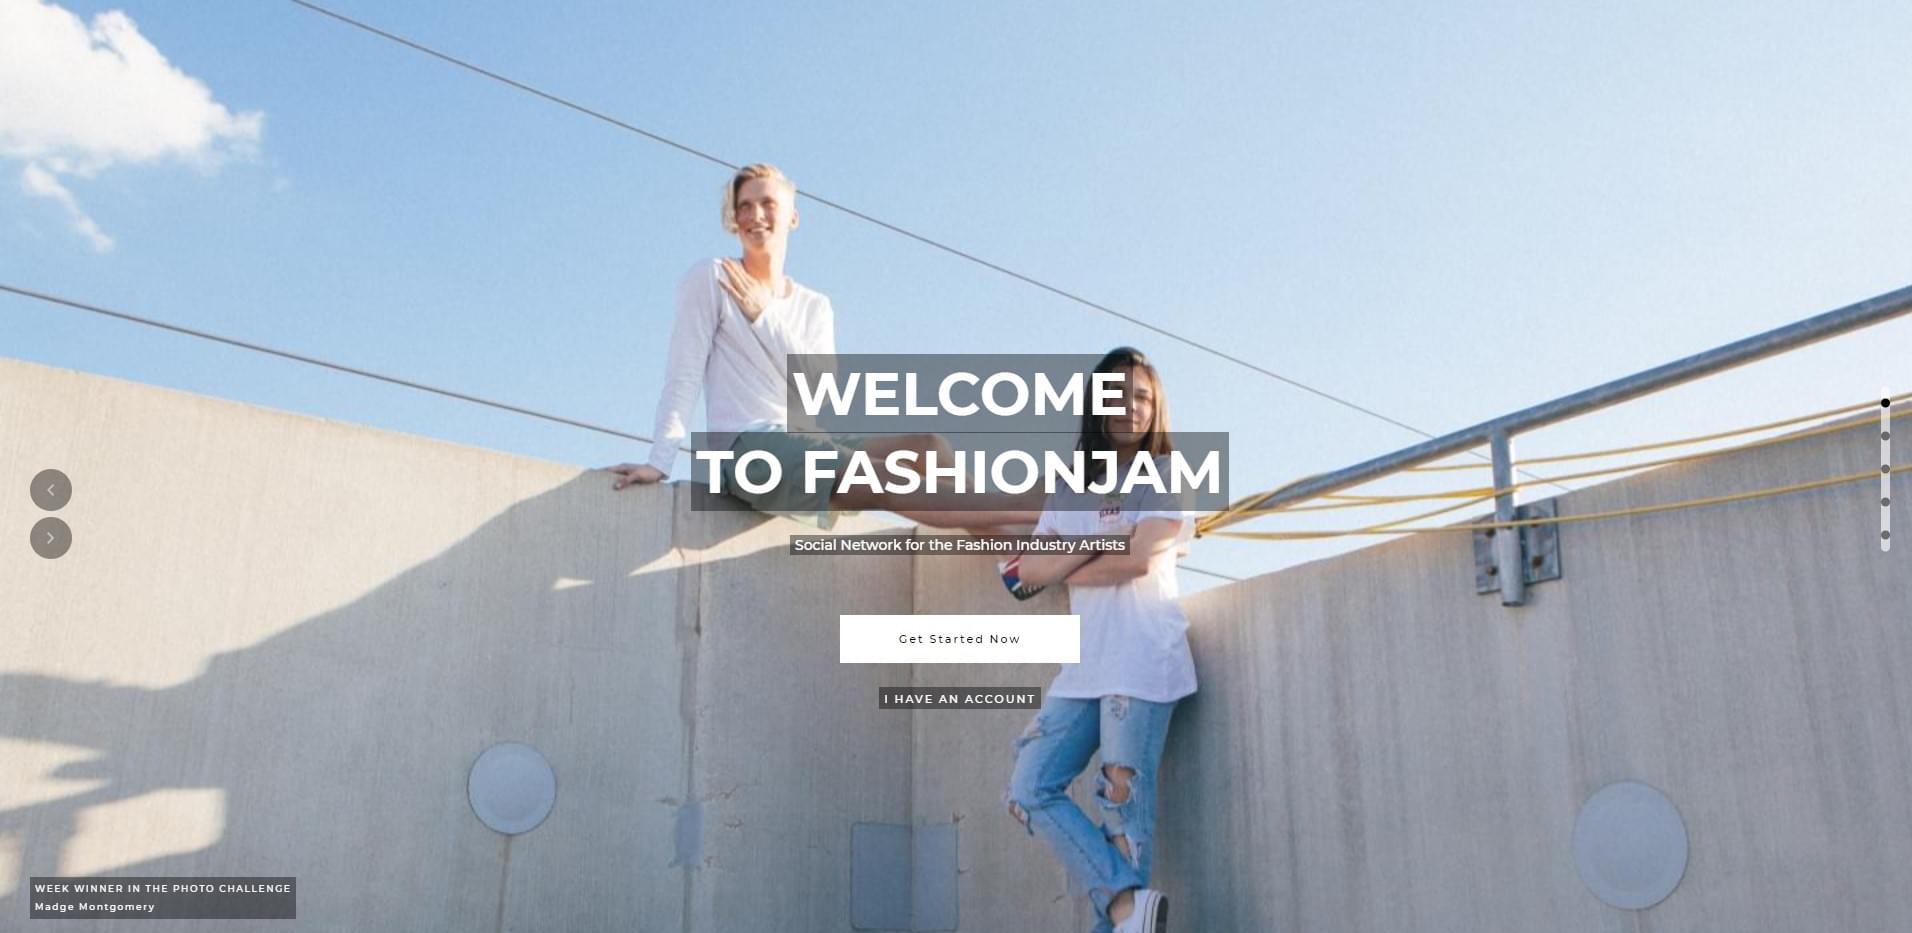 WELCOME
TO FASHIONJAM
Social Network for the Fashion Industry Artists
TEXAS
Get Started Now
I HAVE AN ACCOUNT
WEEK WINNER IN THE PHOTO CHALLENGE
Madge Montgomery